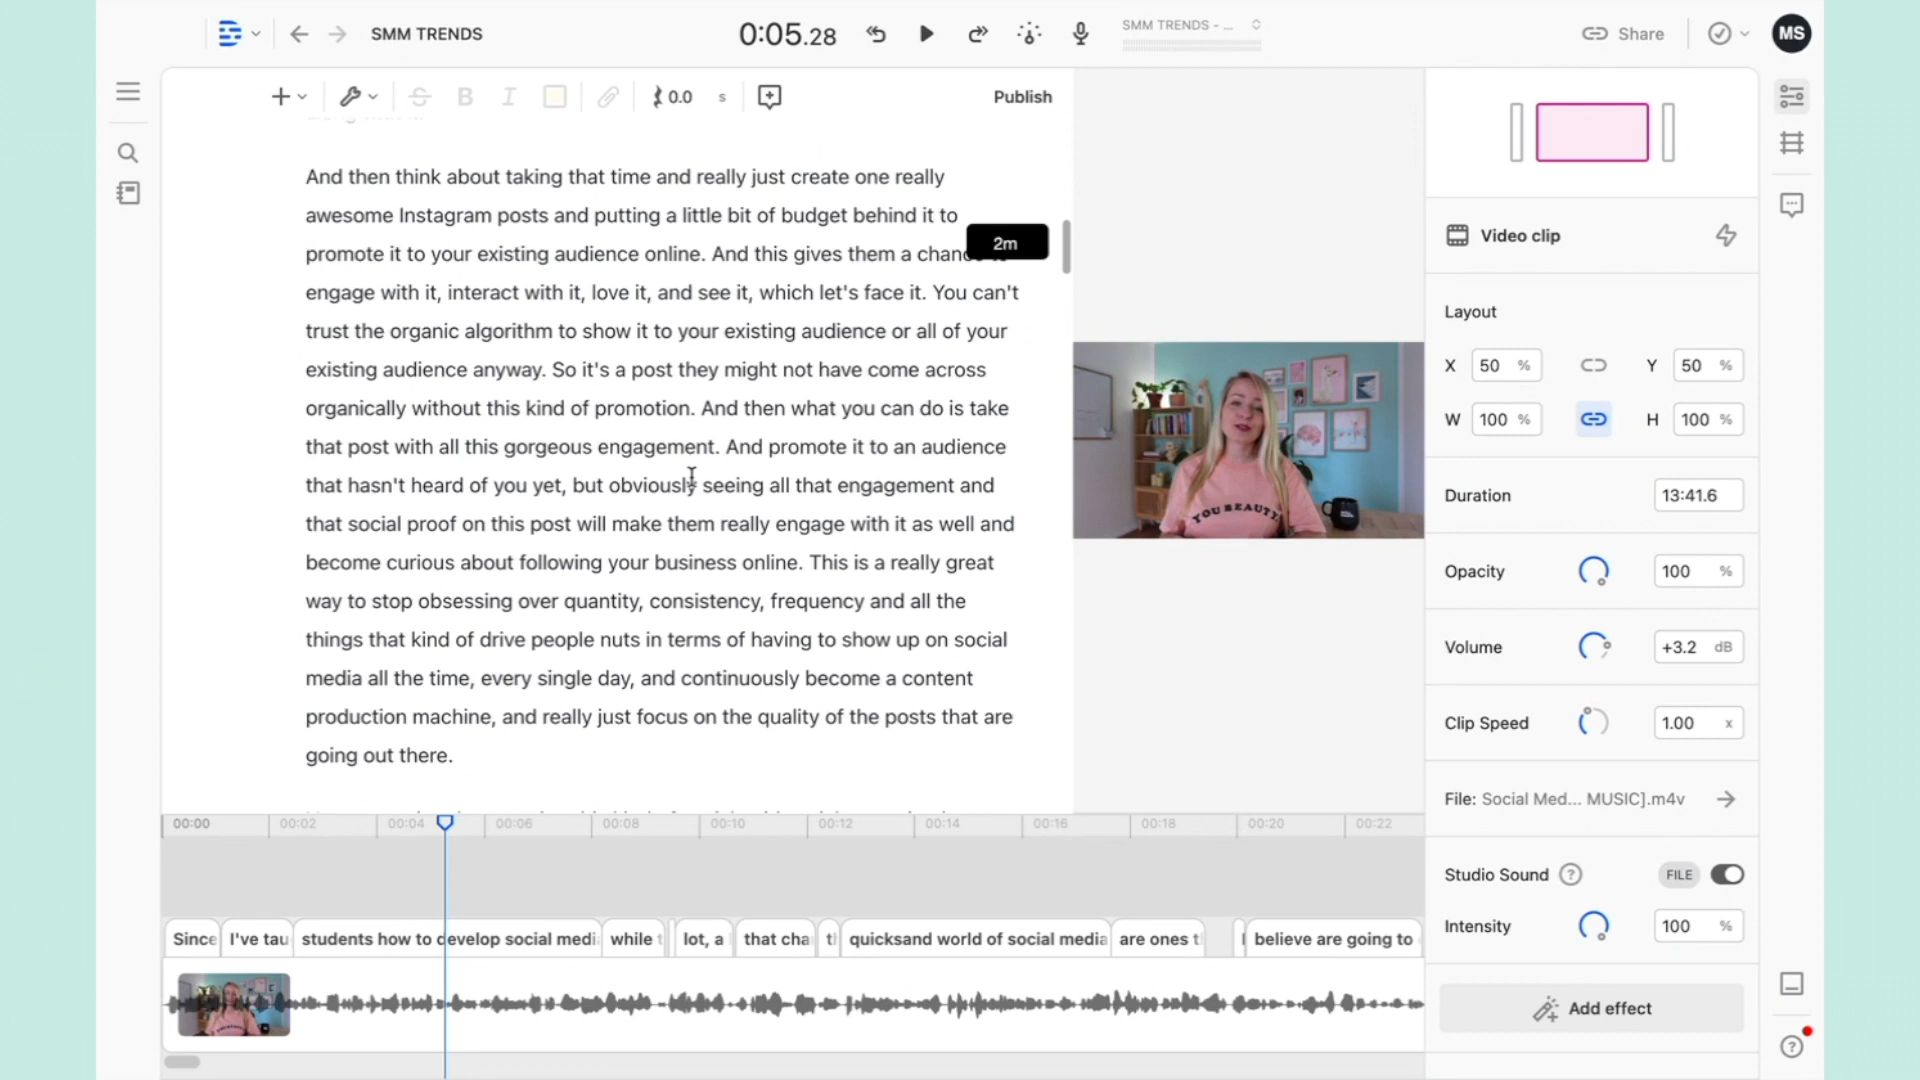 SMM TRENDS
0:05.28
SMM TRENDS - ...
Share
MS
0.0 s
Publish
And then think about taking that time and really just create one really
awesome Instagram posts and putting a little bit of budget behind it to
promote it to your existing audience online. And this gives them a chanc
2m
engage with it, interact with it, love it, and see it, which let's face it. You can't
trust the organic algorithm to show it to your existing audience or all of your
existing audience anyway. So it's a post they might not have come across
organically without this kind of promotion. And then what you can do is take
that post with all this gorgeous engagement. And promote it to an audience
that hasn't heard of you yet, but obviously seeing all that engagement and
that social proof on this post will make them really engage with it as well and
become curious about following your business online. This is a really great
way to stop obsessing over quantity, consistency, frequency and all the
things that kind of drive people nuts in terms of having to show up on social
media all the time, every single day, and continuously become a content
production machine, and really just focus on the quality of the posts that are
going out there.
YOU BEAUTY
Video clip
Layout
X 50 % Y 50 %
W 100 % H 100 %
Duration 13:41.6
Opacity 100 %
Volume +3.2 dB
Clip Speed 1.00 x
File: Social Med... MUSIC].m4v
Studio Sound ? FILE
Intensity 100 %
Add effect
?
00:00 00:02 00:04 00:06 00:08 00:10 00:12 00:14 00:16 00:18 00:20 00:22
Since I've tau students how to develop social medi while t lot, a that cha t quicksand world of social media are ones t believe are going to